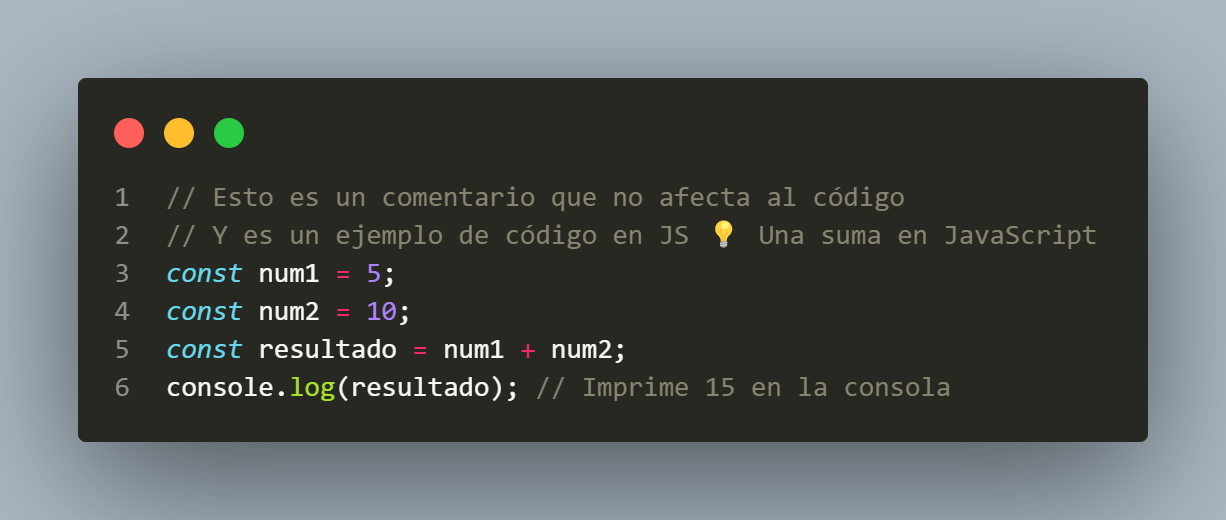 1 // Esto es un comentario que no afecta al código
2 // Y es un ejemplo de código en JS 💡 Una suma en JavaScript
3 const num1 = 5;
4 const num2 = 10;
5 const resultado = num1 + num2;
6 console.log(resultado); // Imprime 15 en la consola